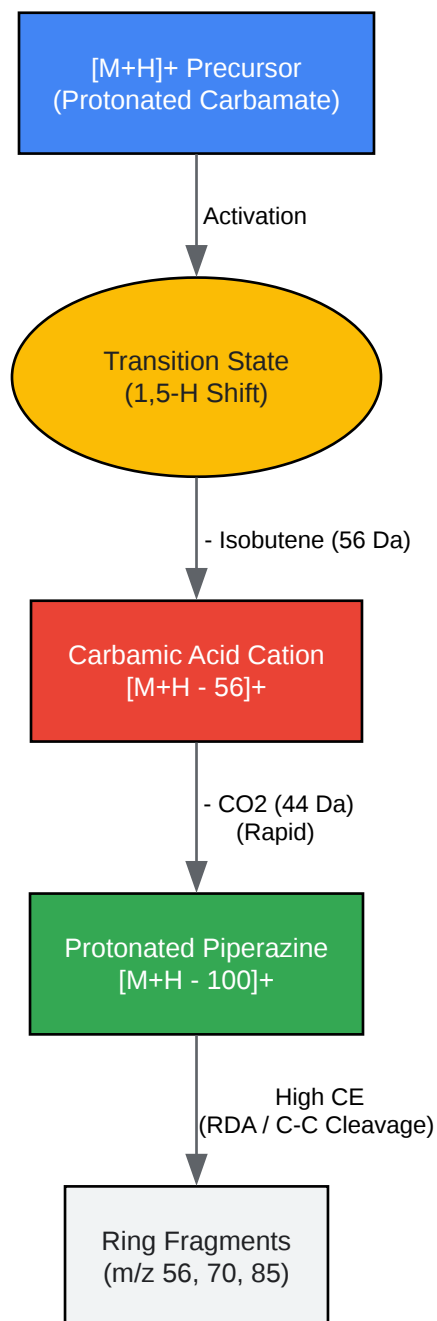 [M+H]+ Precursor
(Protonated Carbamate)
Activation
Transition State
(1,5-H Shift)
- Isobutene (56 Da)
Carbamic Acid Cation
[M+H - 56]+
- CO2 (44 Da)
(Rapid)
Protonated Piperazine
[M+H - 100]+
High CE
(RDA / C-C Cleavage)
Ring Fragments
(m/z 56, 70, 85)